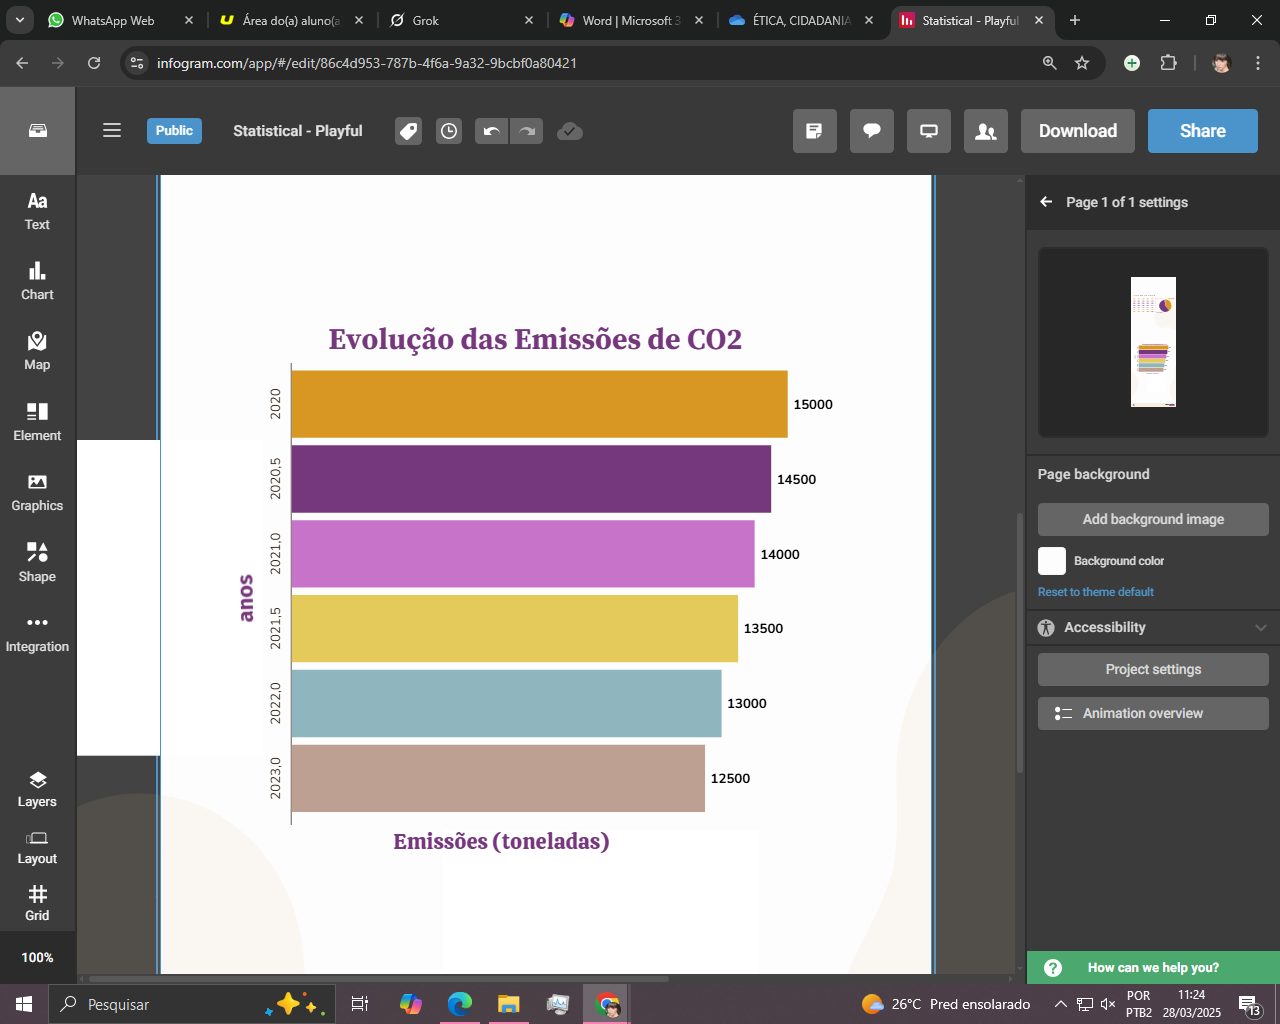 WhatsApp Web
Área do(a) aluno(a
Grok
Word | Microsoft 3
ÉTICA, CIDADANIA
Statistical - Playful
infogram.com/app/#/edit/86c4d953-787b-4f6a-9a32-9bcbf0a80421
Public
Statistical - Playful
Download
Share
Aa
Text
Chart
Map
Element
Graphics
Shape
Integration
Layers
Layout
Grid
100%
Evolução das Emissões de CO2
anos
2020
15000
2020,5
14500
2021,0
14000
2021,5
13500
2022,0
13000
2023,0
12500
Emissões (toneladas)
Page 1 of 1 settings
Page background
Add background image
Background color
Reset to theme default
Accessibility
Project settings
Animation overview
? How can we help you?
Pesquisar
26°C Pred ensolarado
POR
PTB2
11:24
28/03/2025
13